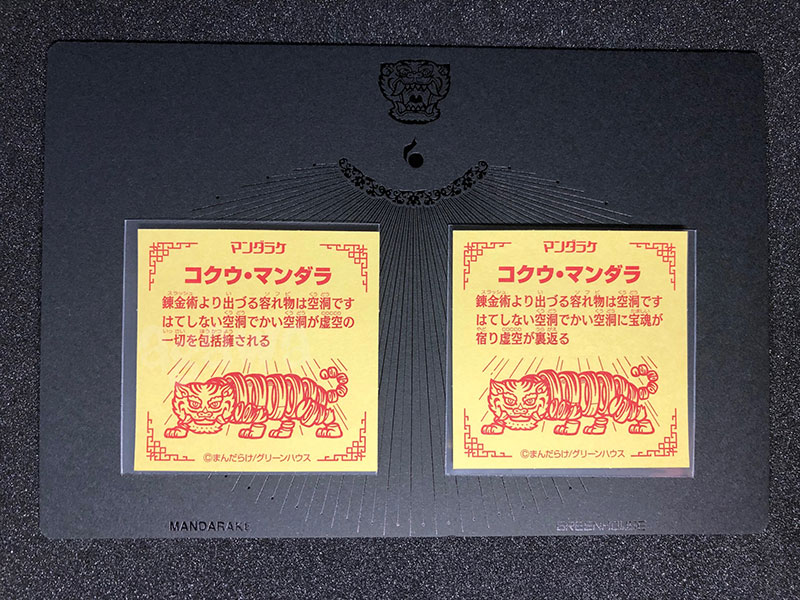 マンダラケ
コクウ・マンダラ
錬金術より出づる容れ物は空洞です
はてしない空洞でかい空洞が虚空の
一切を包括擁される
©まんだらけ/グリーンハウス
マンダラケ
コクウ・マンダラ
錬金術より出づる容れ物は空洞です
はてしない空洞でかい空洞に宝魂が
宿り虚空が裏返る
©まんだらけ/グリーンハウス
MANDARAKE
GREENHOUSE